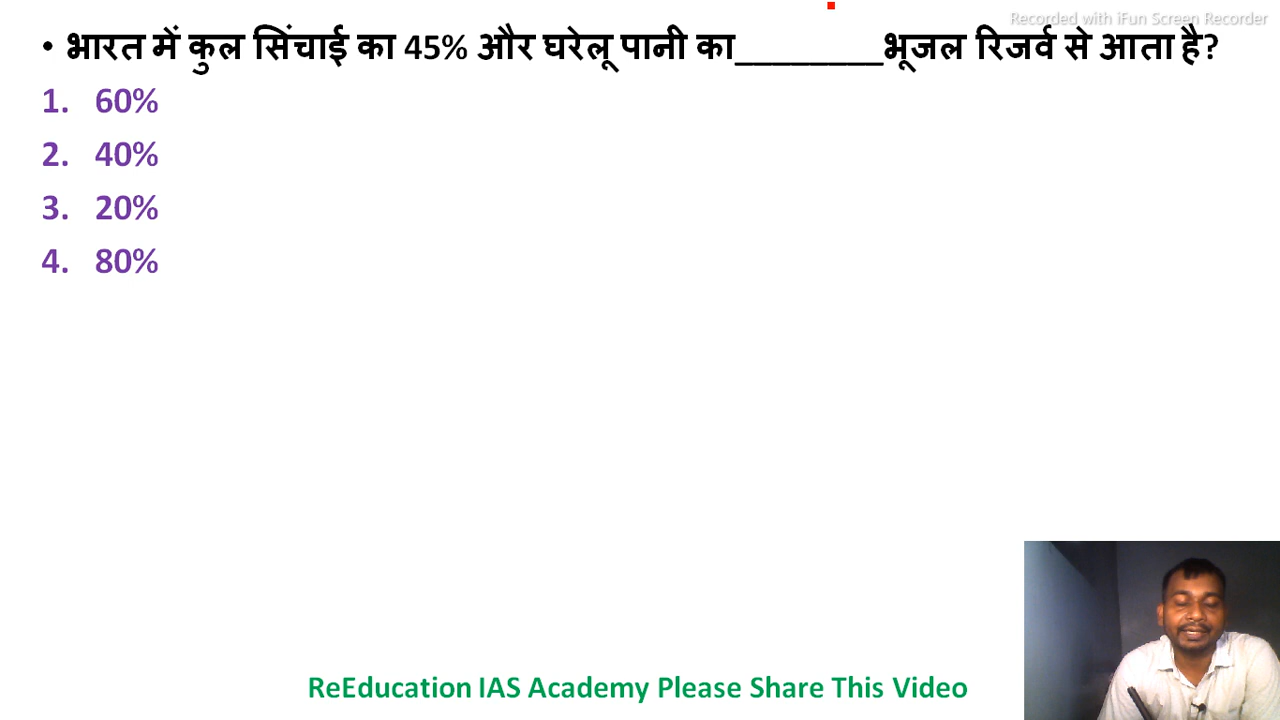 Recorded with iFun Screen Recorder
• भारत में कुल सिंचाई का 45% और घरेलू पानी का________भूजल रिजर्व से आता है?
1. 60%
2. 40%
3. 20%
4. 80%
ReEducation IAS Academy Please Share This Video